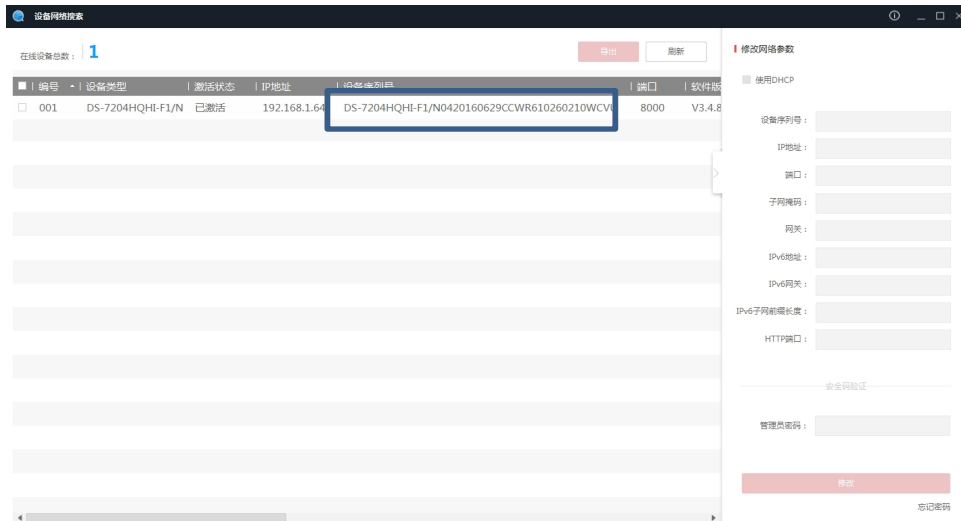 设备网络搜索
在线设备总数： 1
导出 刷新
编号 设备类型 激活状态 IP地址 设备序列号 端口 软件版
001 DS-7204HQHI-F1/N 已激活 192.168.1.64 DS-7204HQHI-F1/N0420160629CCWR610260210WCVU 8000 V3.4.8
修改网络参数
使用DHCP
设备序列号：
IP地址：
端口：
子网掩码：
网关：
IPv6地址：
IPv6网关：
IPv6子网前缀长度：
HTTP端口：
安全码验证
管理员密码：
修改
忘记密码